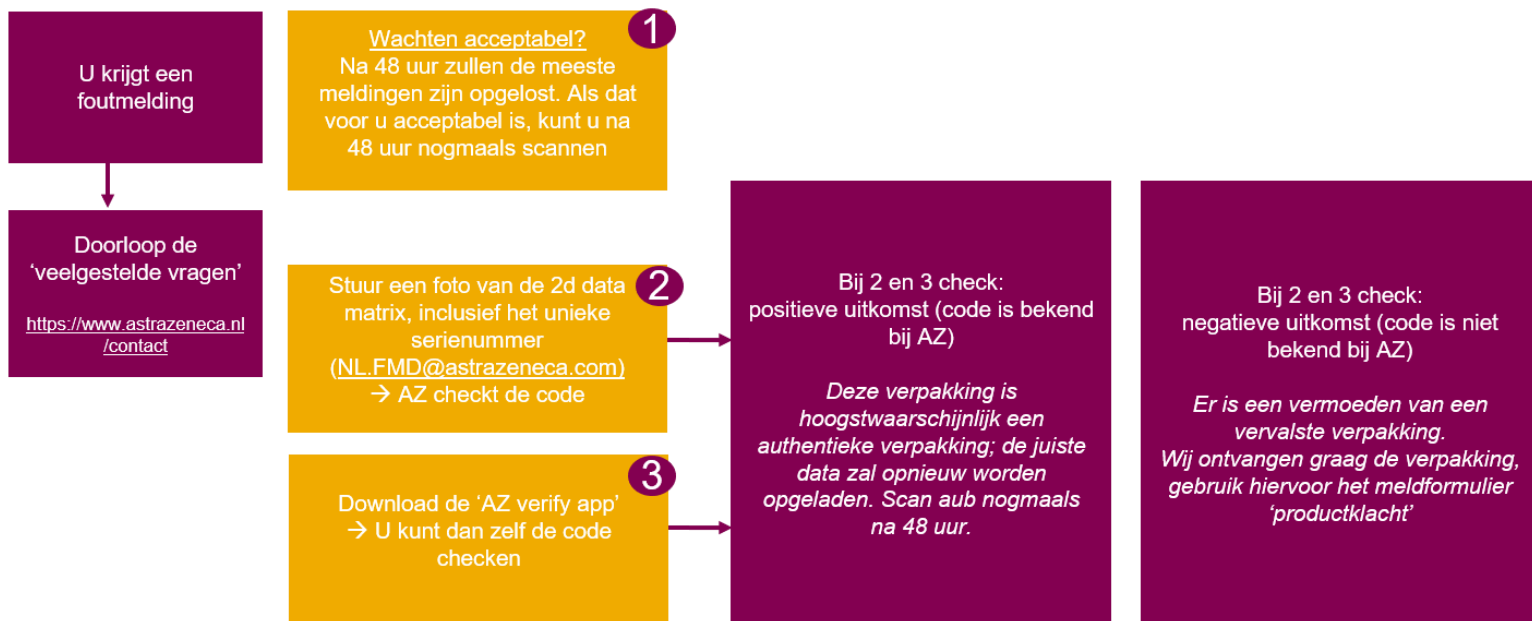 U krijgt een
foutmelding
Doorloop de
‘veelgestelde vragen’
https://www.astrazeneca.nl
/contact
1
Wachten acceptabel?
Na 48 uur zullen de meeste
meldingen zijn opgelost. Als dat
voor u acceptabel is, kunt u na
48 uur nogmaals scannen
2
Stuur een foto van de 2d data
matrix, inclusief het unieke
serienummer
(NL.FMD@astrazeneca.com)
→ AZ checkt de code
3
Download de ‘AZ verify app’
→ U kunt dan zelf de code
checken
Bij 2 en 3 check:
positieve uitkomst (code is bekend
bij AZ)
Deze verpakking is
hoogstwaarschijnlijk een
authentieke verpakking; de juiste
data zal opnieuw worden
opgeladen. Scan aub nogmaals
na 48 uur.
Bij 2 en 3 check:
negatieve uitkomst (code is niet
bekend bij AZ)
Er is een vermoeden van een
vervalste verpakking.
Wij ontvangen graag de verpakking,
gebruik hiervoor het meldformulier
‘productklacht’